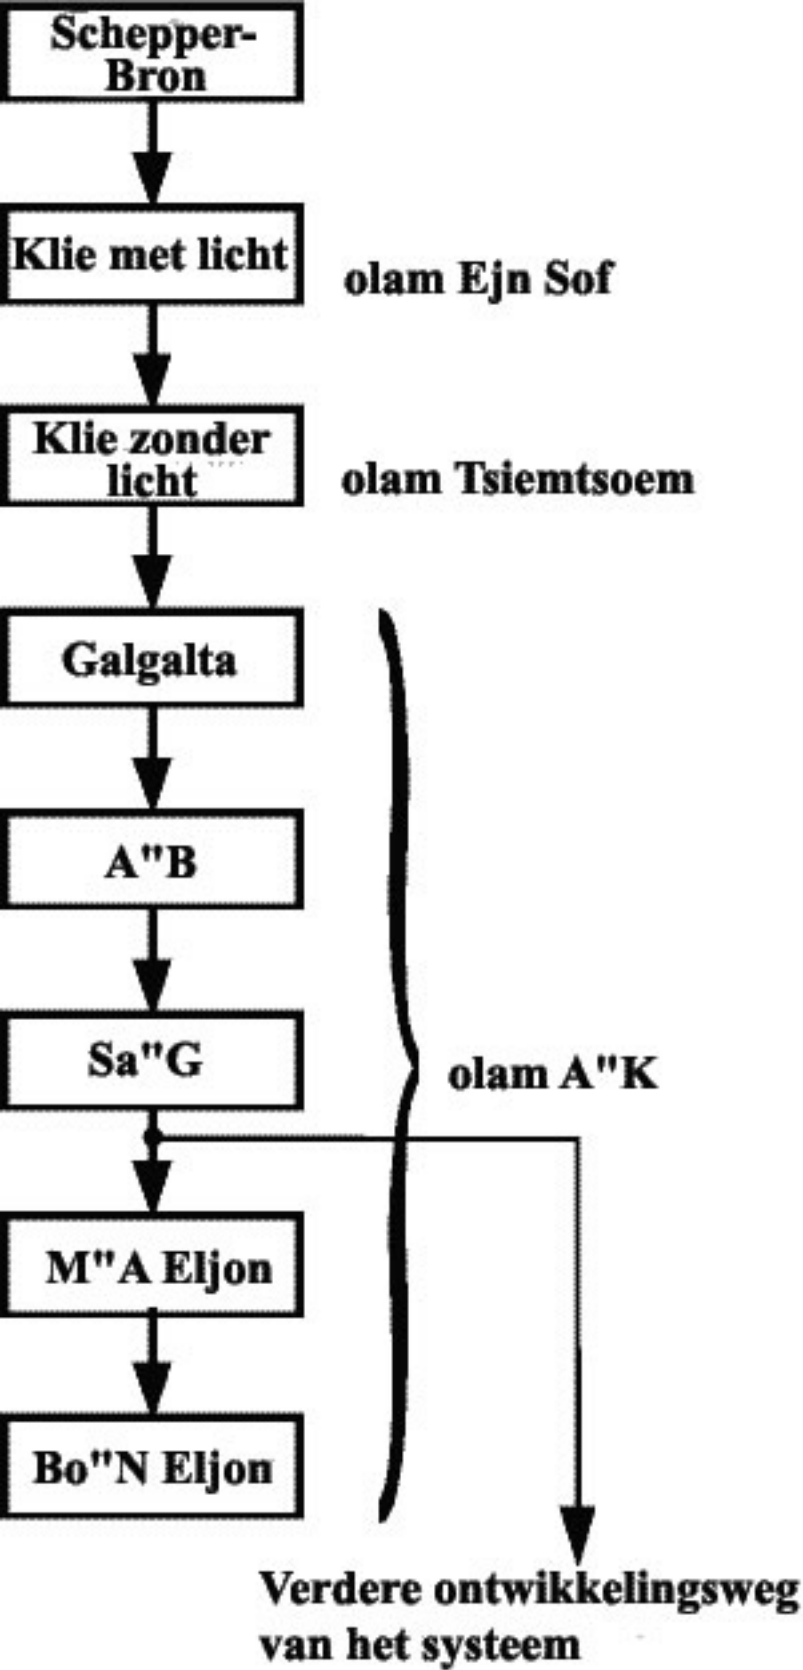 Schepper-
Bron
Klie met licht
olam Ejn Sof
Klie zonder
licht
olam Tsiemtsoem
Galgalta
A"B
Sa"G
olam A"K
M"A Eljon
Bo"N Eljon
Verdere ontwikkelingsweg
van het systeem